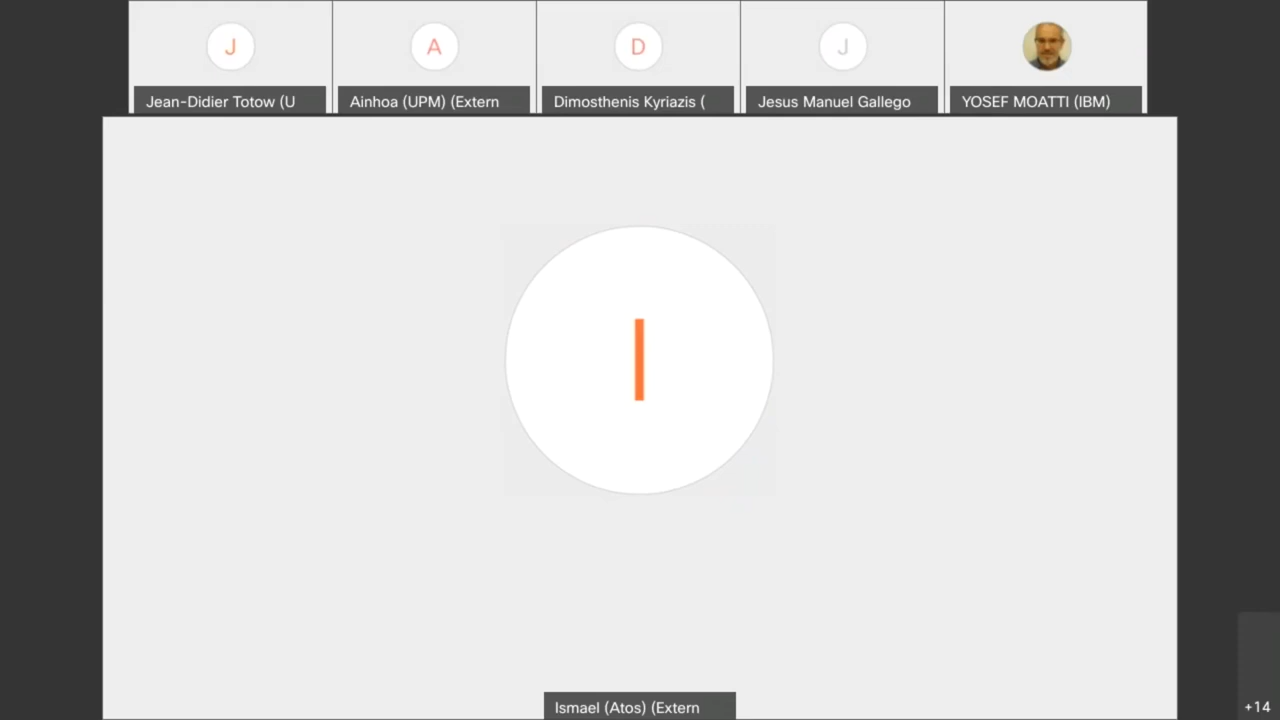 J
A
D
J
Jean-Didier Totow (U
Ainhoa (UPM) (Extern
Dimosthenis Kyriazis (
Jesus Manuel Gallego
YOSEF MOATTI (IBM)
I
Ismael (Atos) (Extern
+14